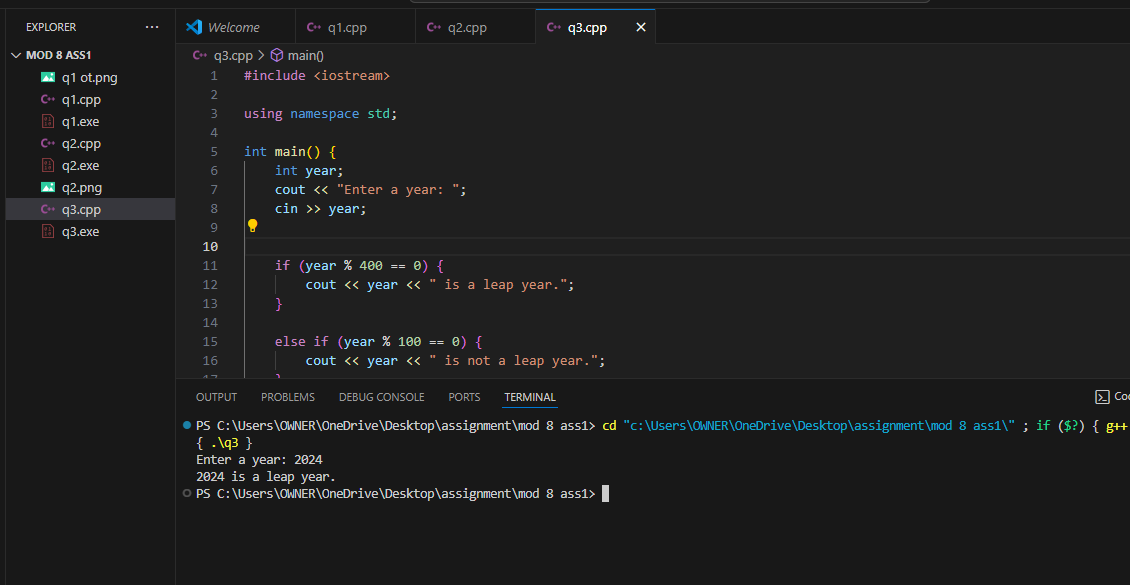 EXPLORER ...
MOD 8 ASS1
q1 ot.png
q1.cpp
q1.exe
q2.cpp
q2.exe
q2.png
q3.cpp
q3.exe
Welcome
q1.cpp
q2.cpp
q3.cpp
q3.cpp > main()
1 #include <iostream>
2
3 using namespace std;
4
5 int main() {
6 int year;
7 cout << "Enter a year: ";
8 cin >> year;
9
10
11 if (year % 400 == 0) {
12 cout << year << " is a leap year.";
13 }
14
15 else if (year % 100 == 0) {
16 cout << year << " is not a leap year.";
17 }
OUTPUT PROBLEMS DEBUG CONSOLE PORTS TERMINAL
PS C:\Users\OWNER\OneDrive\Desktop\assignment\mod 8 ass1> cd "c:\Users\OWNER\OneDrive\Desktop\assignment\mod 8 ass1\" ; if ($?) { g++
{ .\q3 }
Enter a year: 2024
2024 is a leap year.
PS C:\Users\OWNER\OneDrive\Desktop\assignment\mod 8 ass1>